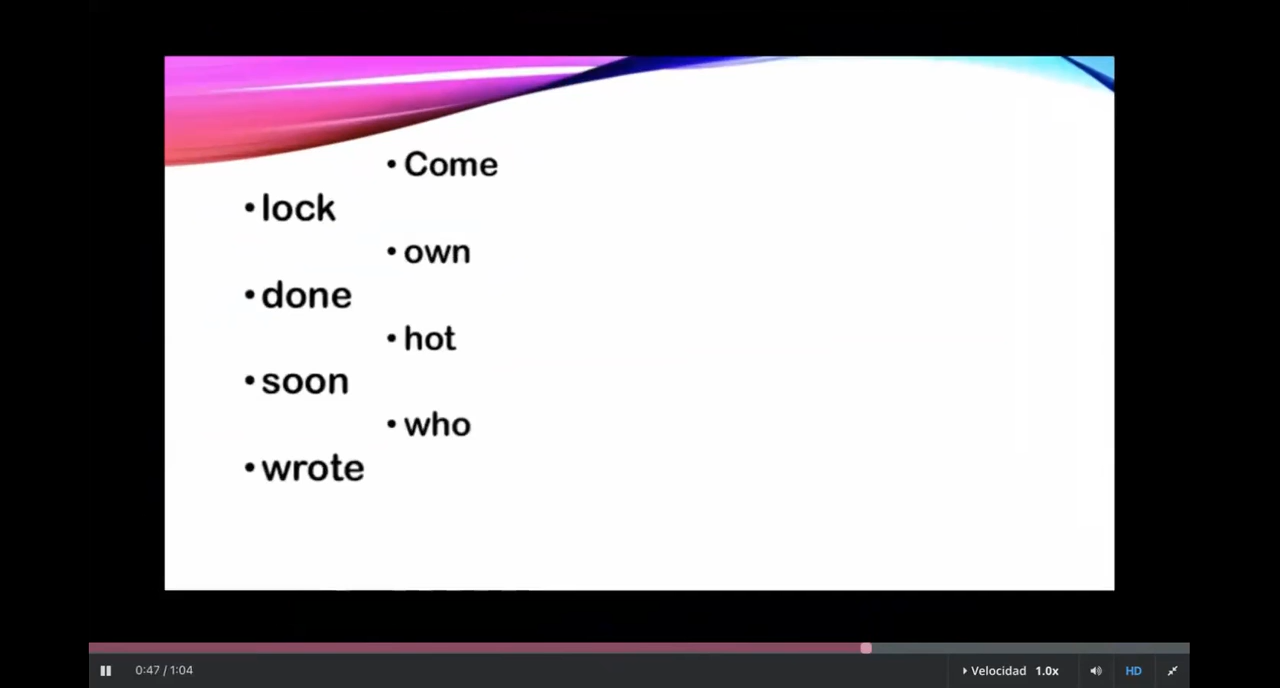 • Come
• lock
• own
• done
• hot
• soon
• who
• wrote
0:47 / 1:04
Velocidad 1.0x
HD